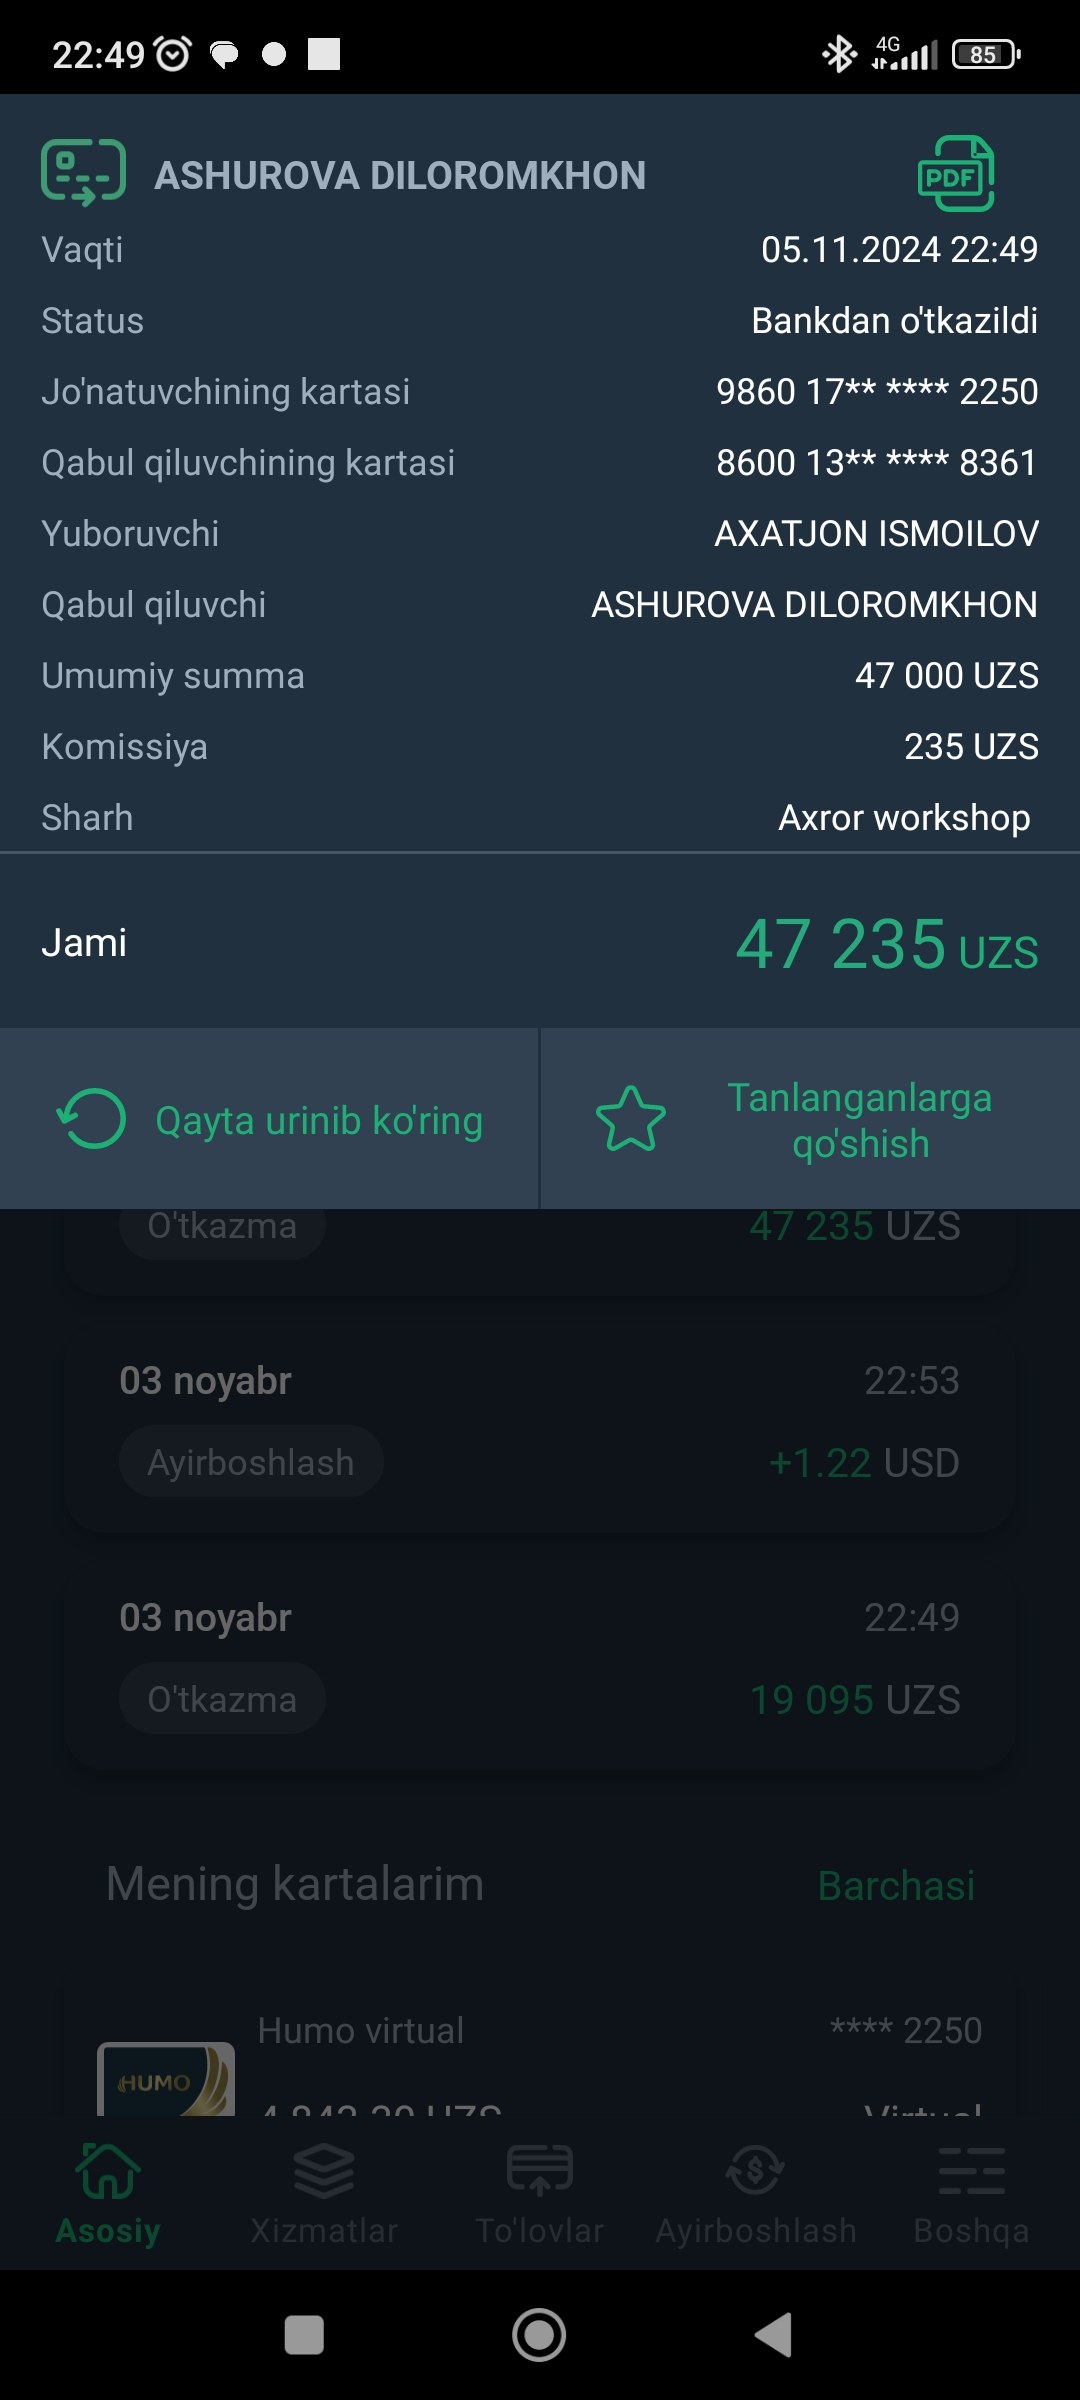 22:49
4G
85
ASHUROVA DILOROMKHON
PDF
Vaqti 05.11.2024 22:49
Status Bankdan o'tkazildi
Jo'natuvchining kartasi 9860 17** **** 2250
Qabul qiluvchining kartasi 8600 13** **** 8361
Yuboruvchi AXATJON ISMOILOV
Qabul qiluvchi ASHUROVA DILOROMKHON
Umumiy summa 47 000 UZS
Komissiya 235 UZS
Sharh Axror workshop
Jami 47 235 UZS
Qayta urinib ko'ring
Tanlanganlarga
qo'shish
O'tkazma 47 235 UZS
03 noyabr 22:53
Ayirboshlash +1.22 USD
03 noyabr 22:49
O'tkazma 19 095 UZS
Mening kartalarim Barchasi
Humo virtual **** 2250
HUMO
Virtual
Asosiy Xizmatlar To'lovlar Ayirboshlash Boshqa